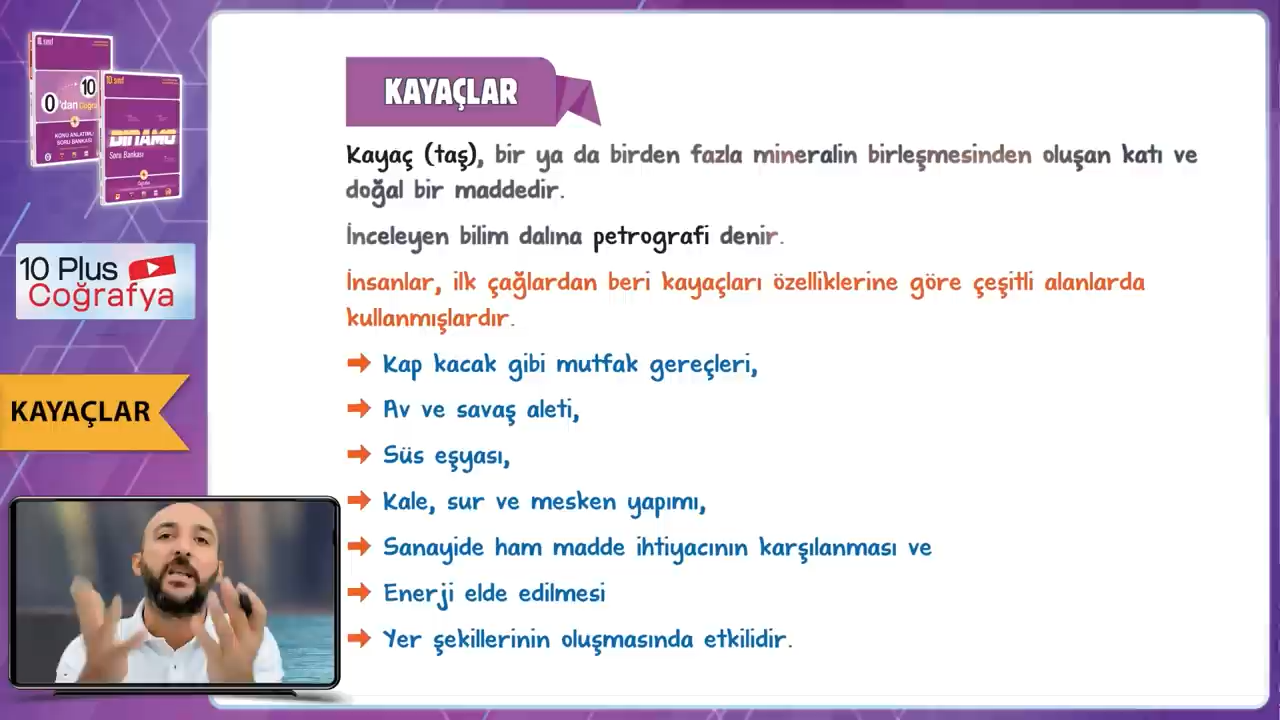 KAYAÇLAR
Kayaç (taş), bir ya da birden fazla mineralin birleşmesinden oluşan katı ve
doğal bir maddedir.
İnceleyen bilim dalına petrografi denir.
İnsanlar, ilk çağlardan beri kayaçları özelliklerine göre çeşitli alanlarda
kullanmışlardır.
Kap kacak gibi mutfak gereçleri,
Av ve savaş aleti,
Süs eşyası,
Kale, sur ve mesken yapımı,
Sanayide ham madde ihtiyacının karşılanması ve
Enerji elde edilmesi
Yer şekillerinin oluşmasında etkilidir.
10 Plus
Coğrafya
KAYAÇLAR
0'dan 10
KONU ANLATIMLI
SORU BANKASI
10. sınıf
DİNAMO
Soru Bankası